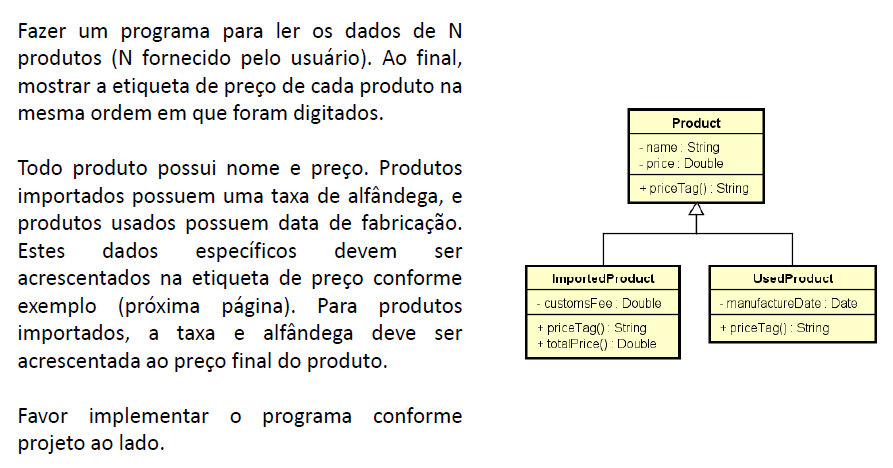 Fazer um programa para ler os dados de N
produtos (N fornecido pelo usuário). Ao final,
mostrar a etiqueta de preço de cada produto na
mesma ordem em que foram digitados.
Todo produto possui nome e preço. Produtos
importados possuem uma taxa de alfândega, e
produtos usados possuem data de fabricação.
Estes dados específicos devem ser
acrescentados na etiqueta de preço conforme
exemplo (próxima página). Para produtos
importados, a taxa e alfândega deve ser
acrescentada ao preço final do produto.
Favor implementar o programa conforme
projeto ao lado.
Product
- name : String
- price : Double
+ priceTag() : String
ImportedProduct
- customsFee : Double
+ priceTag() : String
+ totalPrice() : Double
UsedProduct
- manufactureDate : Date
+ priceTag() : String